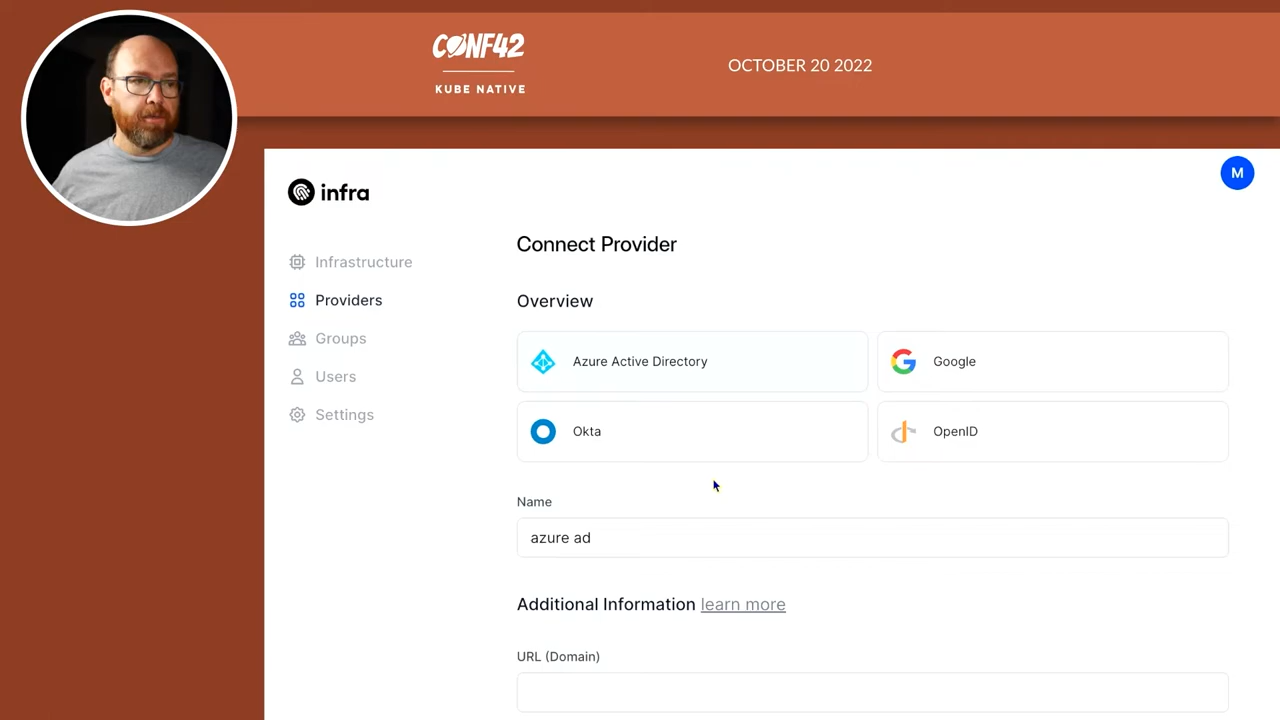 CONF42
KUBE NATIVE
OCTOBER 20 2022
M
infra
Infrastructure
Providers
Groups
Users
Settings
Connect Provider
Overview
Azure Active Directory
Google
Okta
OpenID
Name
azure ad
Additional Information learn more
URL (Domain)